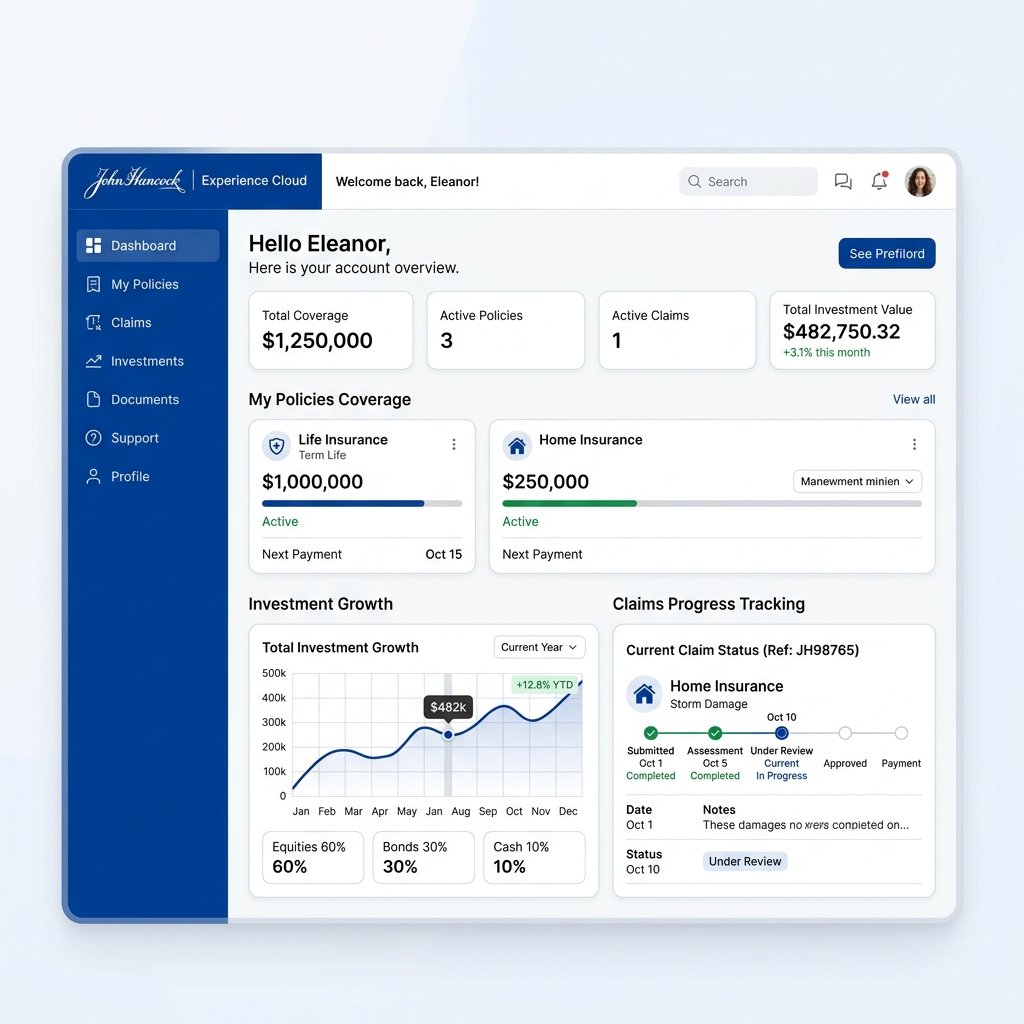 John Hancock | Experience Cloud
Welcome back, Eleanor!
Search
Dashboard
My Policies
Claims
Investments
Documents
Support
Profile
Hello Eleanor,
Here is your account overview.
See Prefilord
Total Coverage
$1,250,000
Active Policies
3
Active Claims
1
Total Investment Value
$482,750.32
+3.1% this month
My Policies Coverage
View all
Life Insurance
Term Life
$1,000,000
Active
Next Payment Oct 15
Home Insurance
$250,000
Manewment minien
Active
Next Payment
Investment Growth
Total Investment Growth
Current Year
500k
400k
300k
200k
100k
0
+12.8% YTD
$482k
Jan Feb Mar Apr May Jan Aug Sep Oct Nov Dec
Equities 60%
60%
Bonds 30%
30%
Cash 10%
10%
Claims Progress Tracking
Current Claim Status (Ref: JH98765)
Home Insurance
Storm Damage
Oct 10
Submitted
Oct 1
Completed
Assessment
Oct 5
Completed
Under Review
Current
In Progress
Approved
Payment
Date
Oct 1
Notes
These damages no conpieted on...
Status
Oct 10
Under Review